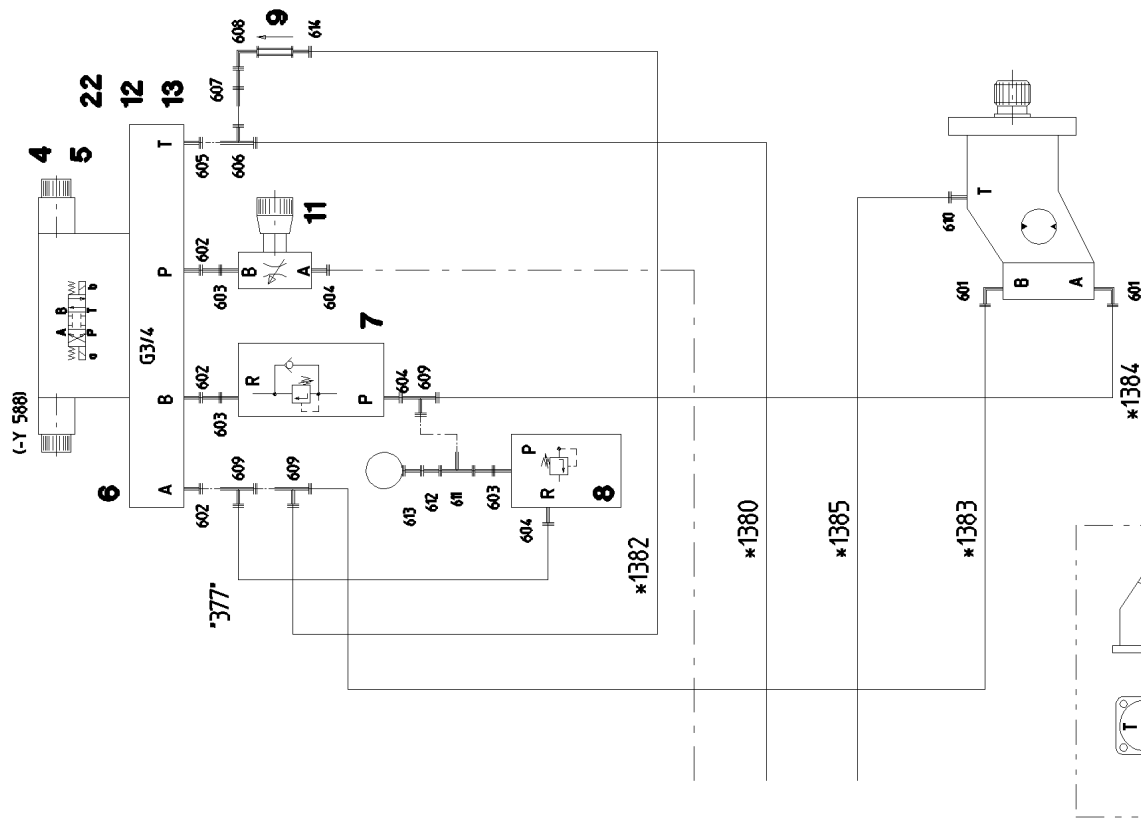 608
9
614
22
12
13
607
4
5
T
605
606
(-Y 588)
A B
a P T b
G3/4
P
602
603
B
A
11
604
7
B
602
603
R
P
604
609
6
A
602
609
609
613
612
611
603
P
R
8
604
"377"
*1382
*1380
*1385
*1383
*1384
T
610
601
B
A
601
T